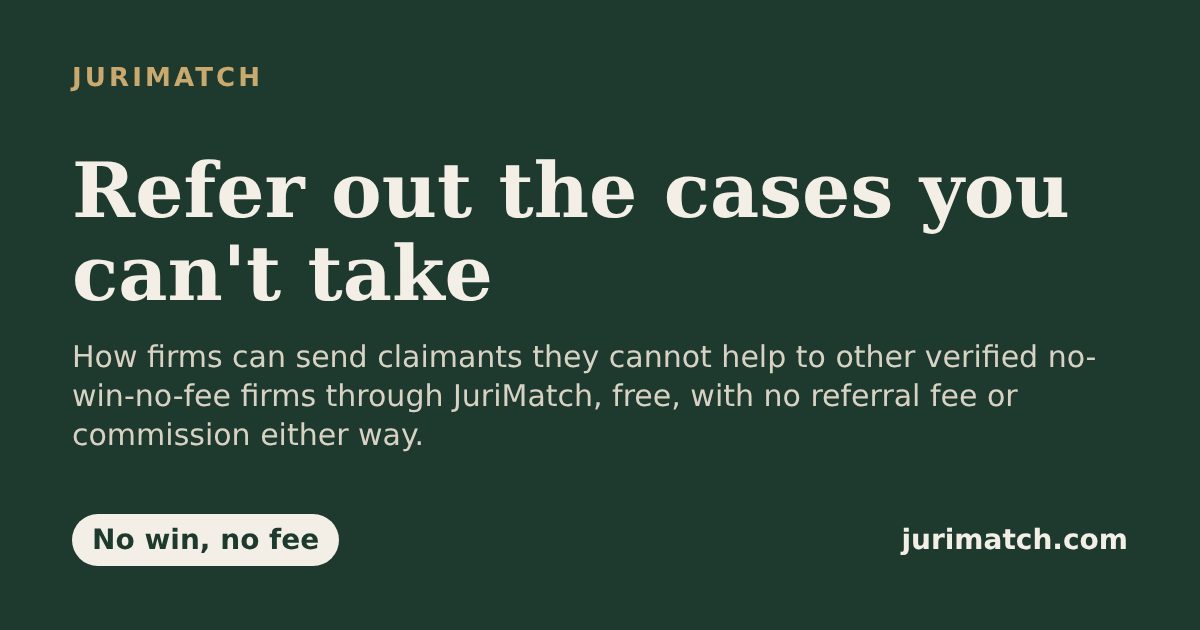 JURIMATCH
Refer out the cases you
can't take
How firms can send claimants they cannot help to other verified no-
win-no-fee firms through JuriMatch, free, with no referral fee or
commission either way.
No win, no fee
jurimatch.com